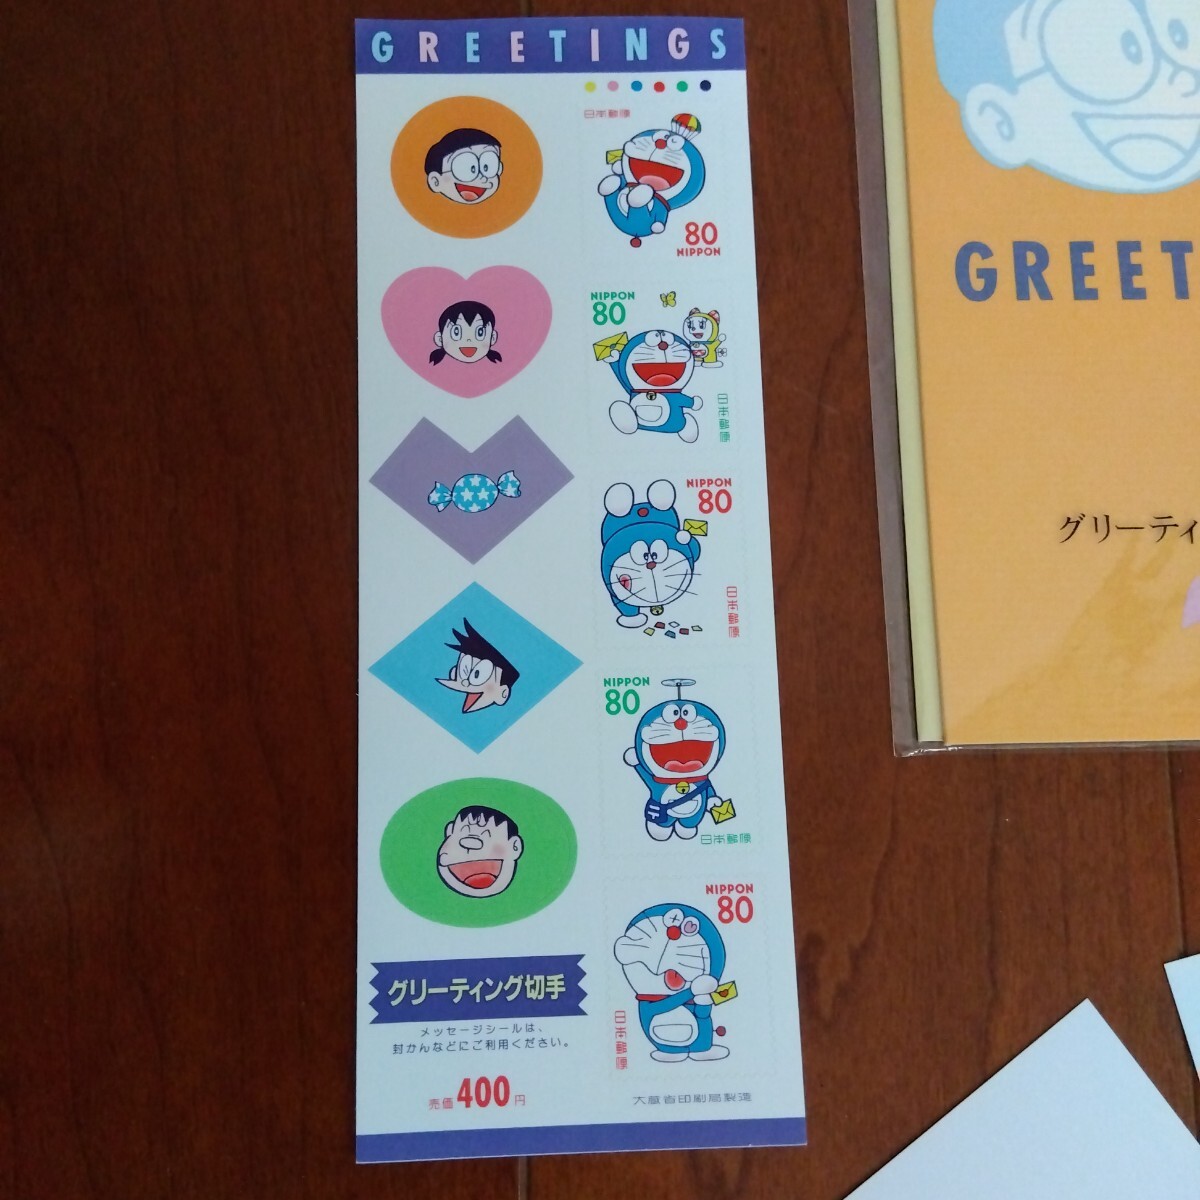 GREETINGS
日本郵便
80
NIPPON
NIPPON
80
日本郵便
NIPPON
80
日本郵便
NIPPON
80
日本郵便
NIPPON
80
日本郵便
グリーティング切手
メッセージシールは、
封かんなどにご利用ください。
売価400円
大蔵省印刷局製造
GREET
グリーティ